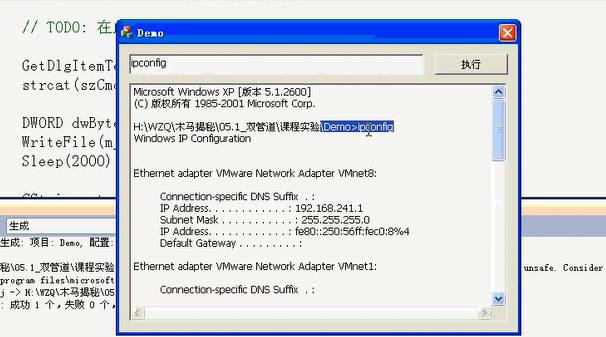 // TODO: 在
Demo
GetDlgItemTe
strcat(szCmd
ipconfig
执行
DWORD dwByte
WriteFile(m_
Sleep(2000)
Microsoft Windows XP [版本 5.1.2600]
(C) 版权所有 1985-2001 Microsoft Corp.
H:\WZQ\木马揭秘\05.1_双管道\课程实验\Demo>ipconfig
Windows IP Configuration
Ethernet adapter VMware Network Adapter VMnet8:
Connection-specific DNS Suffix . :
IP Address. . . . . . . . . . . . : 192.168.241.1
Subnet Mask . . . . . . . . . . . : 255.255.255.0
IP Address. . . . . . . . . . . . : fe80::250:56ff:fec0:8%4
Default Gateway . . . . . . . . . :
Ethernet adapter VMware Network Adapter VMnet1:
Connection-specific DNS Suffix . :
生成
生成: 项目: Demo, 配置:
秘\05.1_双管道\课程实验
unsafe. Consider
program files\microsoft
j -> H:\WZQ\木马揭秘\05.
: 成功 1 个，失败 0 个，